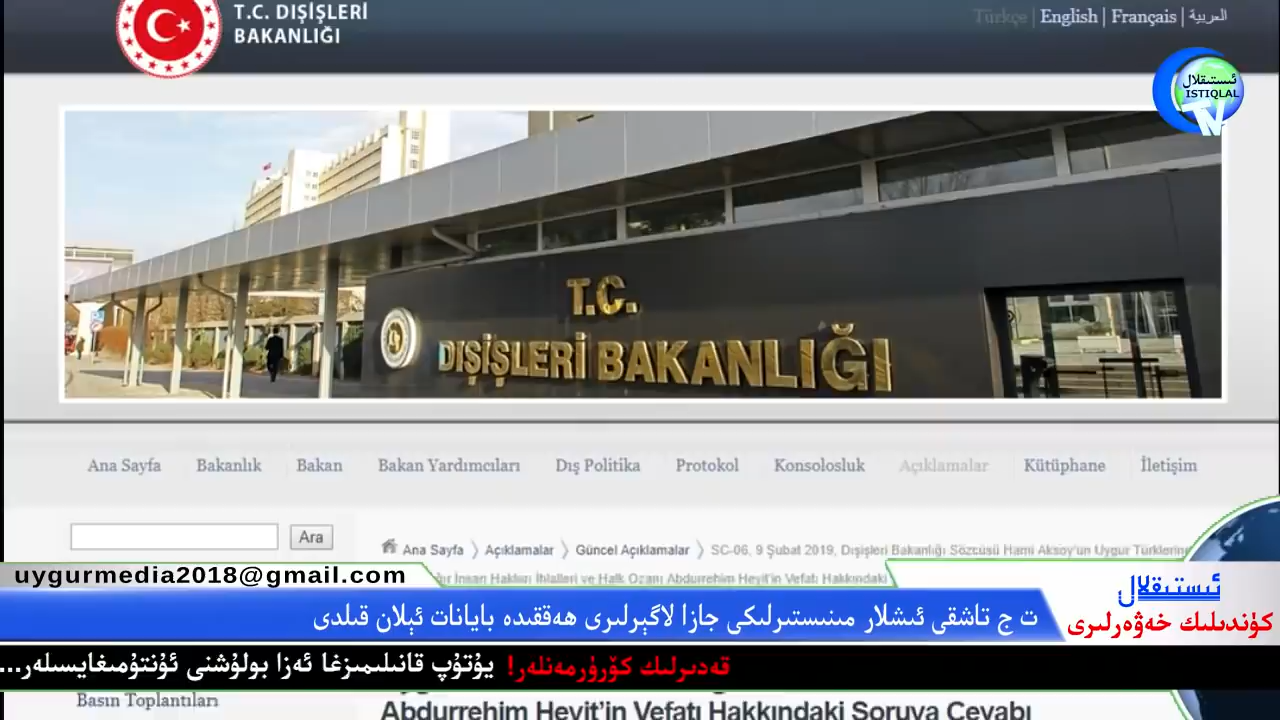 T.C. DIŞİŞLERİ
BAKANLIĞI
Türkçe | English | Français | العربية
ئىستىقلال
ISTIQLAL
TV
T.C.
DIŞİŞLERİ BAKANLIĞI
Ana Sayfa Bakanlık Bakan Bakan Yardımcıları Dış Politika Protokol Konsolosluk Açıklamalar Kütüphane İletişim
Ara
Ana Sayfa Açıklamalar Güncel Açıklamalar SC-06, 9 Şubat 2019, Dışişleri Bakanlığı Sözcüsü Hami Aksoy'un Uygur Türklerine
İnsan Hakları İhlalleri ve Halk Ozanı Abdurrehim Heyit'in Vefatı Hakkındaki
uygurmedia2018@gmail.com
ئىستىقلال
كۈندىلىك خەۋەرلىرى
ت ج تاشقى ئىشلار مىنىستىرلىكى جازا لاگېرلىرى ھەققىدە بايانات ئېلان قىلدى
قەدىرلىك كۆرۈرمەنلەر! يۇتۇپ قانىلىمىزغا ئەزا بولۇشنى ئۇنتۇمىغايسىلەر...
Basın Toplantıları
Abdurrehim Heyit'in Vefatı Hakkındaki Soruya Cevabı